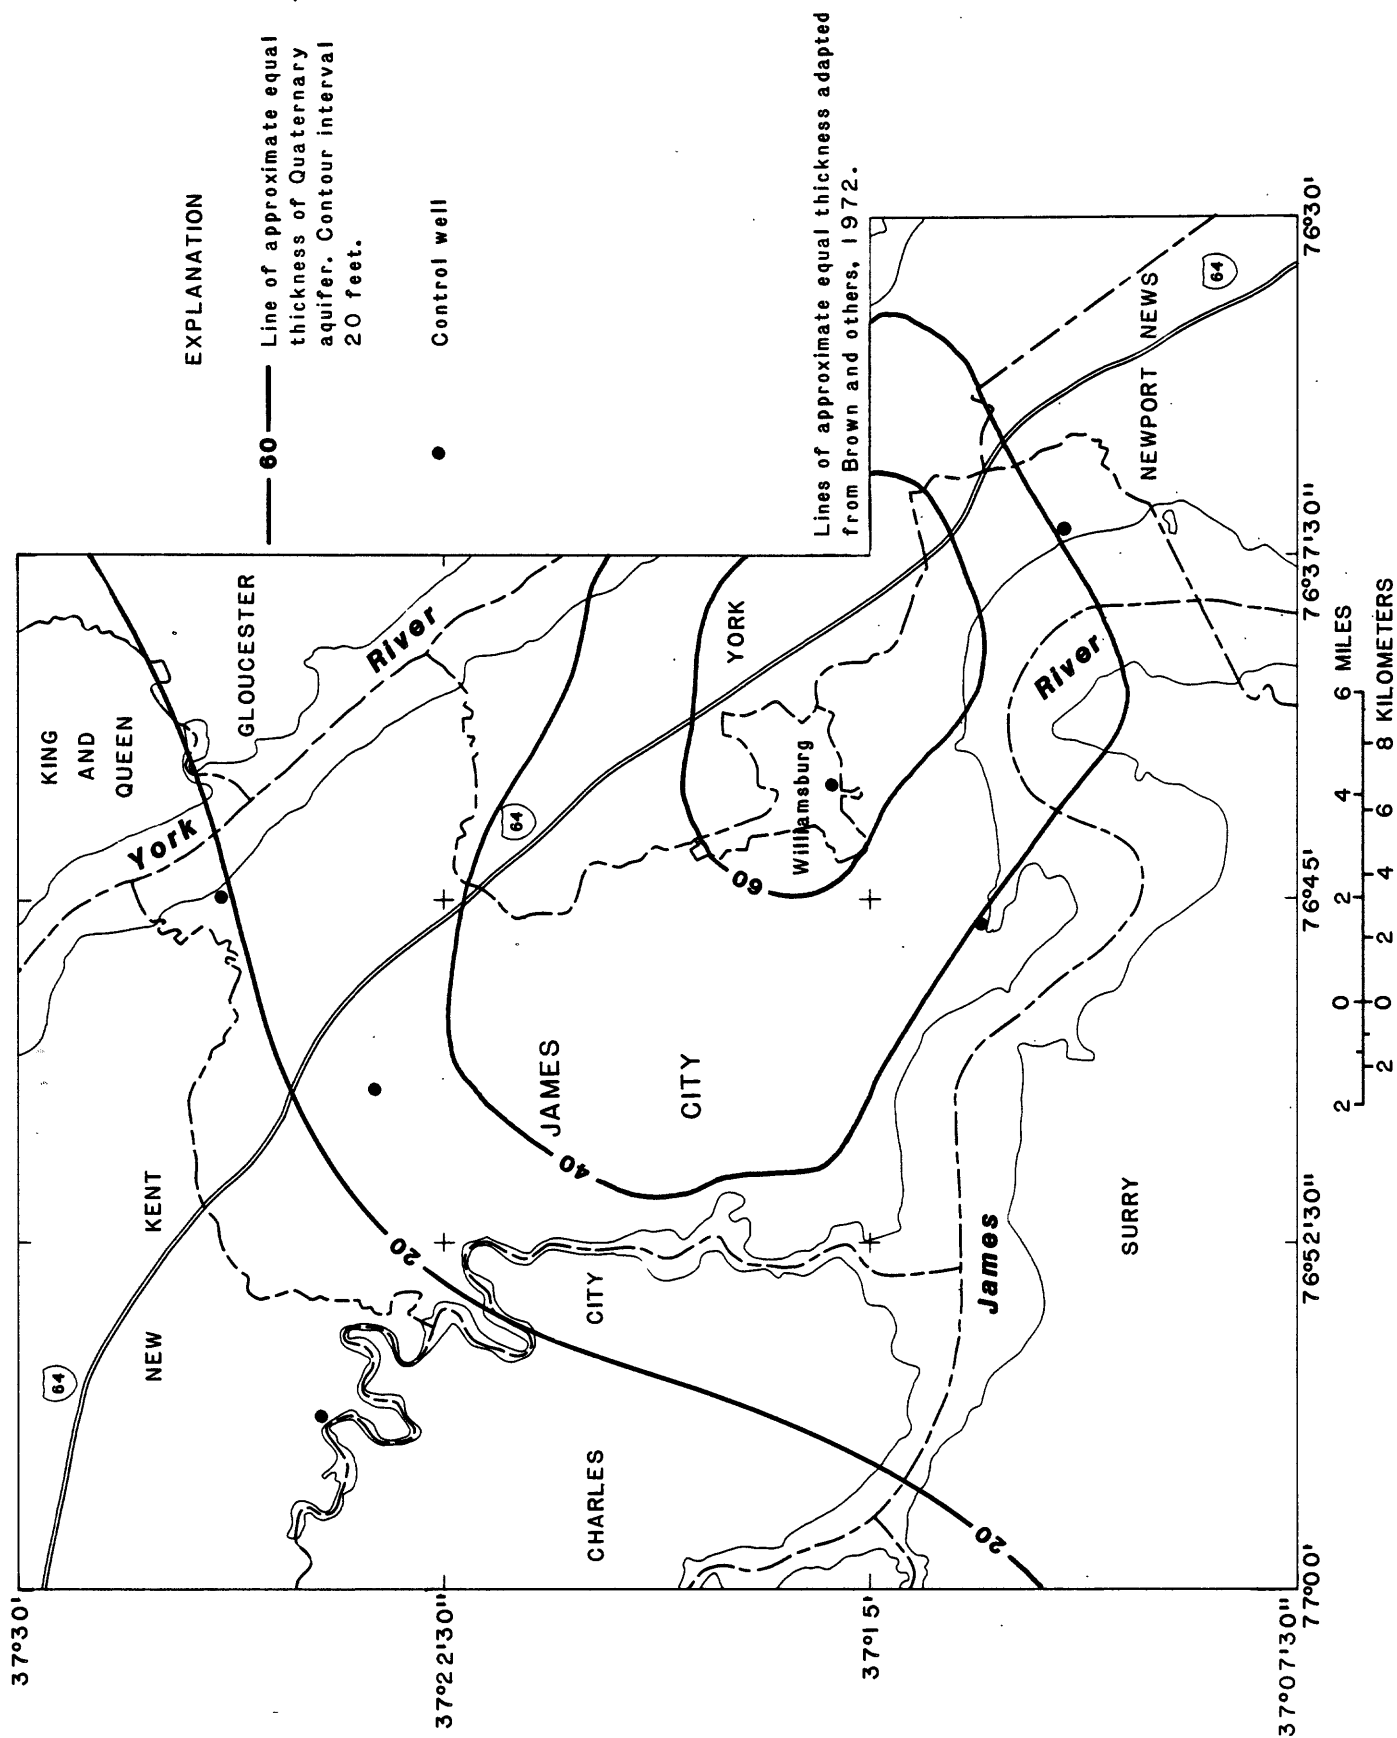 EXPLANATION
60
Line of approximate equal
thickness of Quaternary
aquifer. Contour interval
20 feet.
Control well
Lines of approximate equal thickness adapted
from Brown and others, 1972.
37°30'
37°22'30"
37°15'
37°07'30"
77°00'
76°52'30"
76°45'
76°37'30"
76°30'
KING
AND
QUEEN
GLOUCESTER
York
River
NEW KENT
64
64
64
YORK
Williamsburg
JAMES
CITY
CHARLES CITY
James
River
SURRY
NEWPORT NEWS
20
20
40
60
2 0 2 4 6 MILES
2 0 2 4 6 8 KILOMETERS